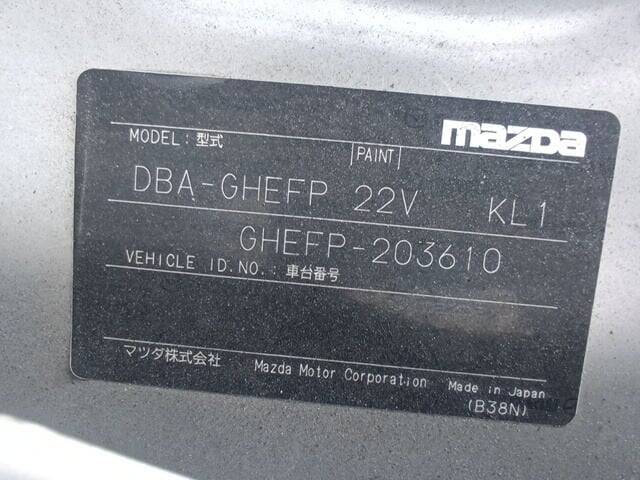 mazda
MODEL : 型式 PAINT
DBA-GHEFP 22V KL1
GHEFP-203610
VEHICLE ID.NO. : 車台番号
マツダ株式会社 Mazda Motor Corporation Made in Japan
(B38N)